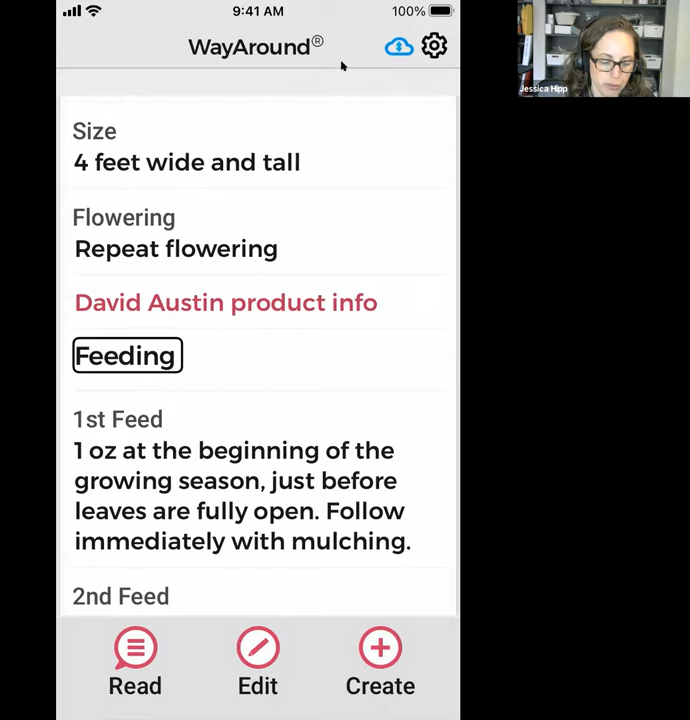 9:41 AM
100%
WayAround®
Jessica Hipp
Size
4 feet wide and tall
Flowering
Repeat flowering
David Austin product info
Feeding
1st Feed
1 oz at the beginning of the
growing season, just before
leaves are fully open. Follow
immediately with mulching.
2nd Feed
Read
Edit
Create